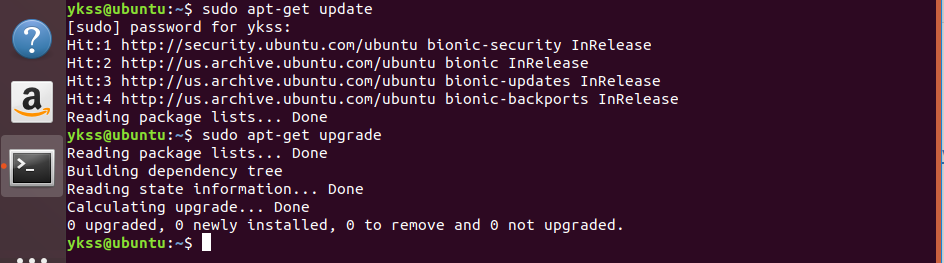 ykss@ubuntu:~$ sudo apt-get update
[sudo] password for ykss:
Hit:1 http://security.ubuntu.com/ubuntu bionic-security InRelease
Hit:2 http://us.archive.ubuntu.com/ubuntu bionic InRelease
Hit:3 http://us.archive.ubuntu.com/ubuntu bionic-updates InRelease
Hit:4 http://us.archive.ubuntu.com/ubuntu bionic-backports InRelease
Reading package lists... Done
ykss@ubuntu:~$ sudo apt-get upgrade
Reading package lists... Done
Building dependency tree
Reading state information... Done
Calculating upgrade... Done
0 upgraded, 0 newly installed, 0 to remove and 0 not upgraded.
ykss@ubuntu:~$